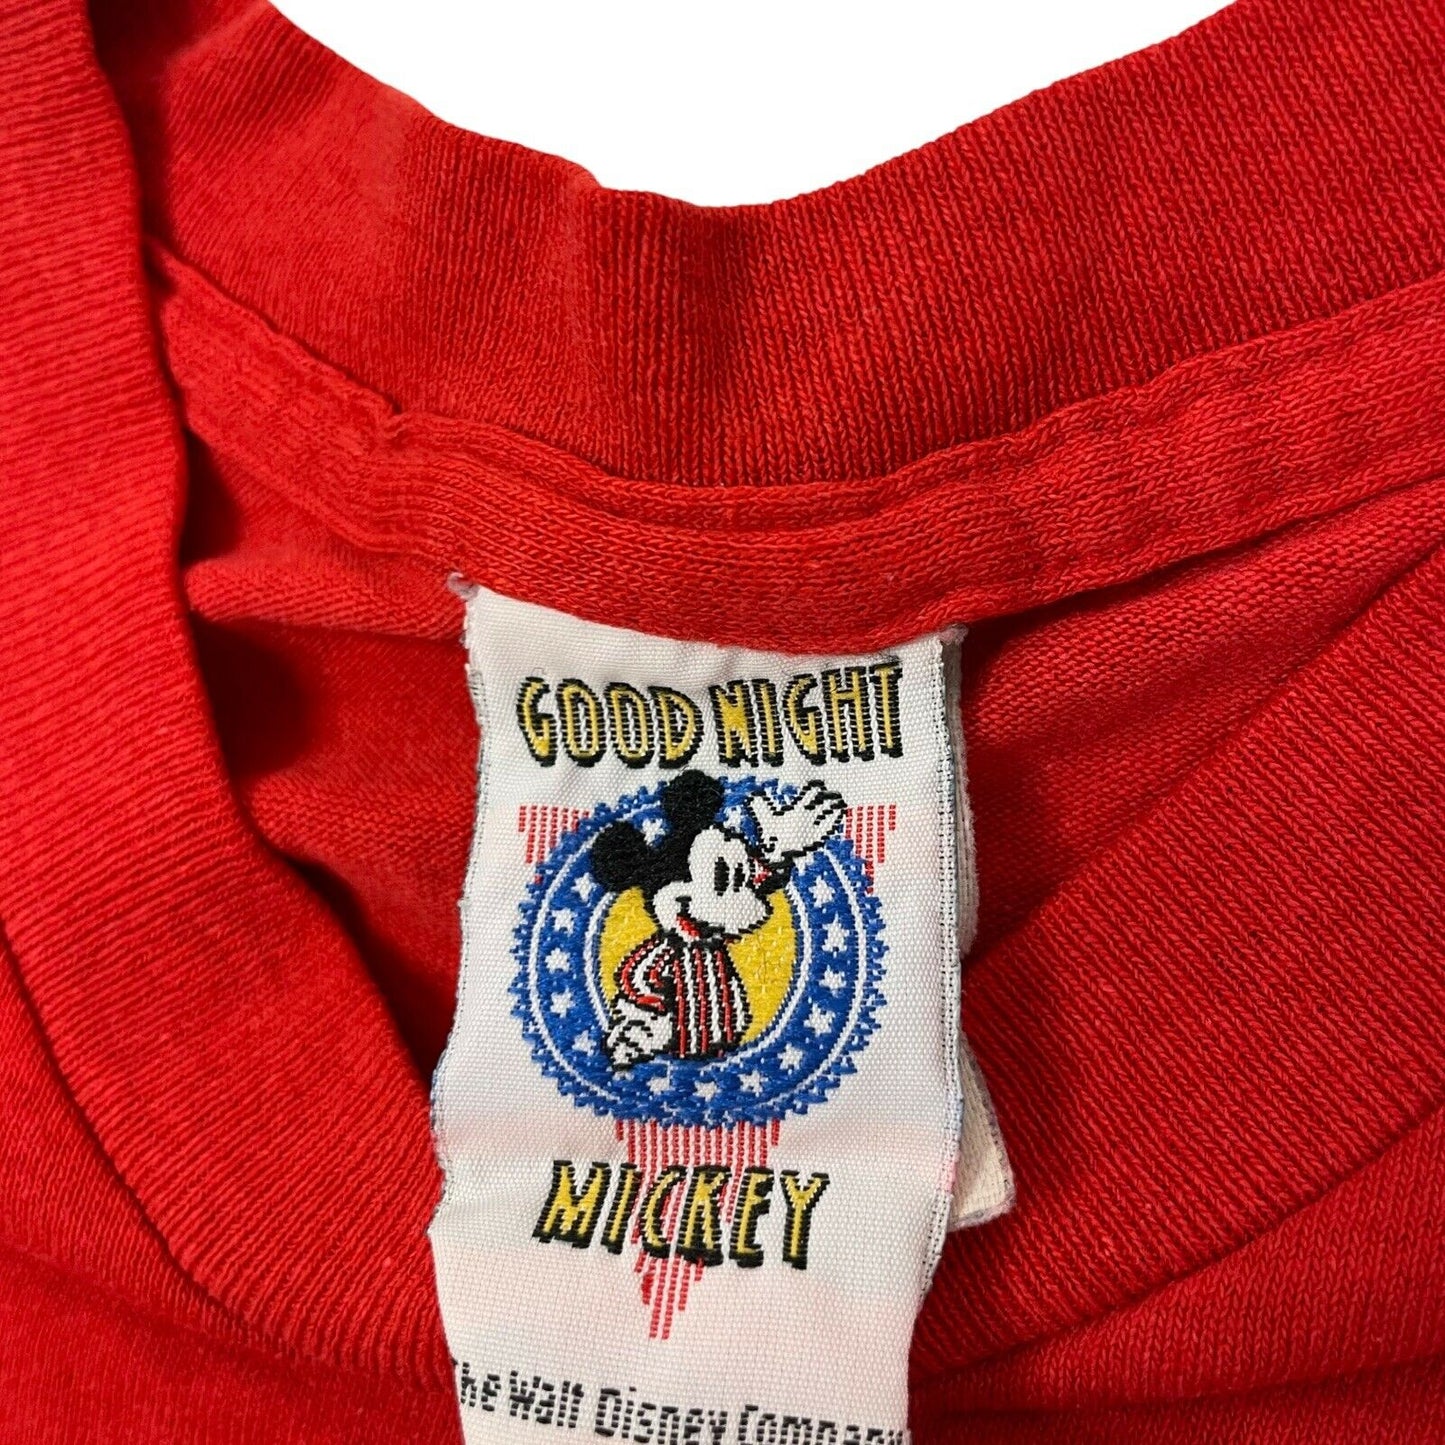 GOOD NIGHT
MICKEY
The Walt Disney Company